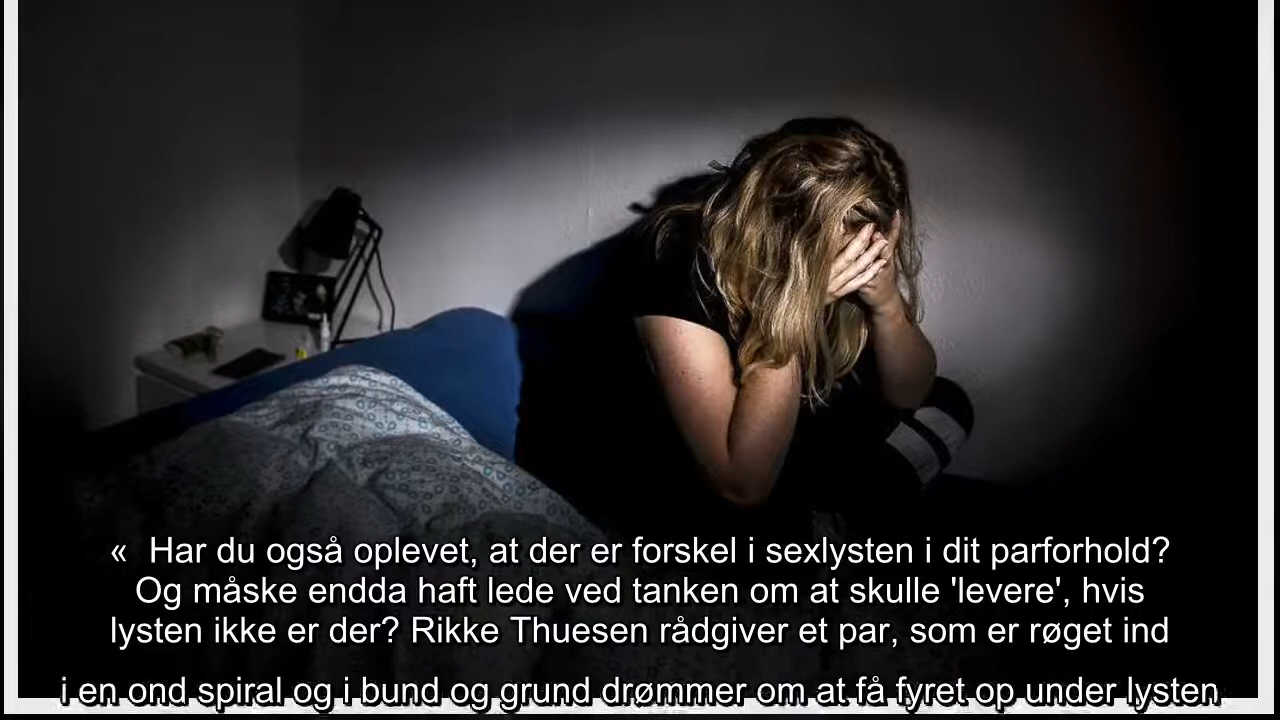 «  Har du også oplevet, at der er forskel i sexlysten i dit parforhold?
Og måske endda haft lede ved tanken om at skulle 'levere', hvis
lysten ikke er der? Rikke Thuesen rådgiver et par, som er røget ind
i en ond spiral og i bund og grund drømmer om at få fyret op under lysten